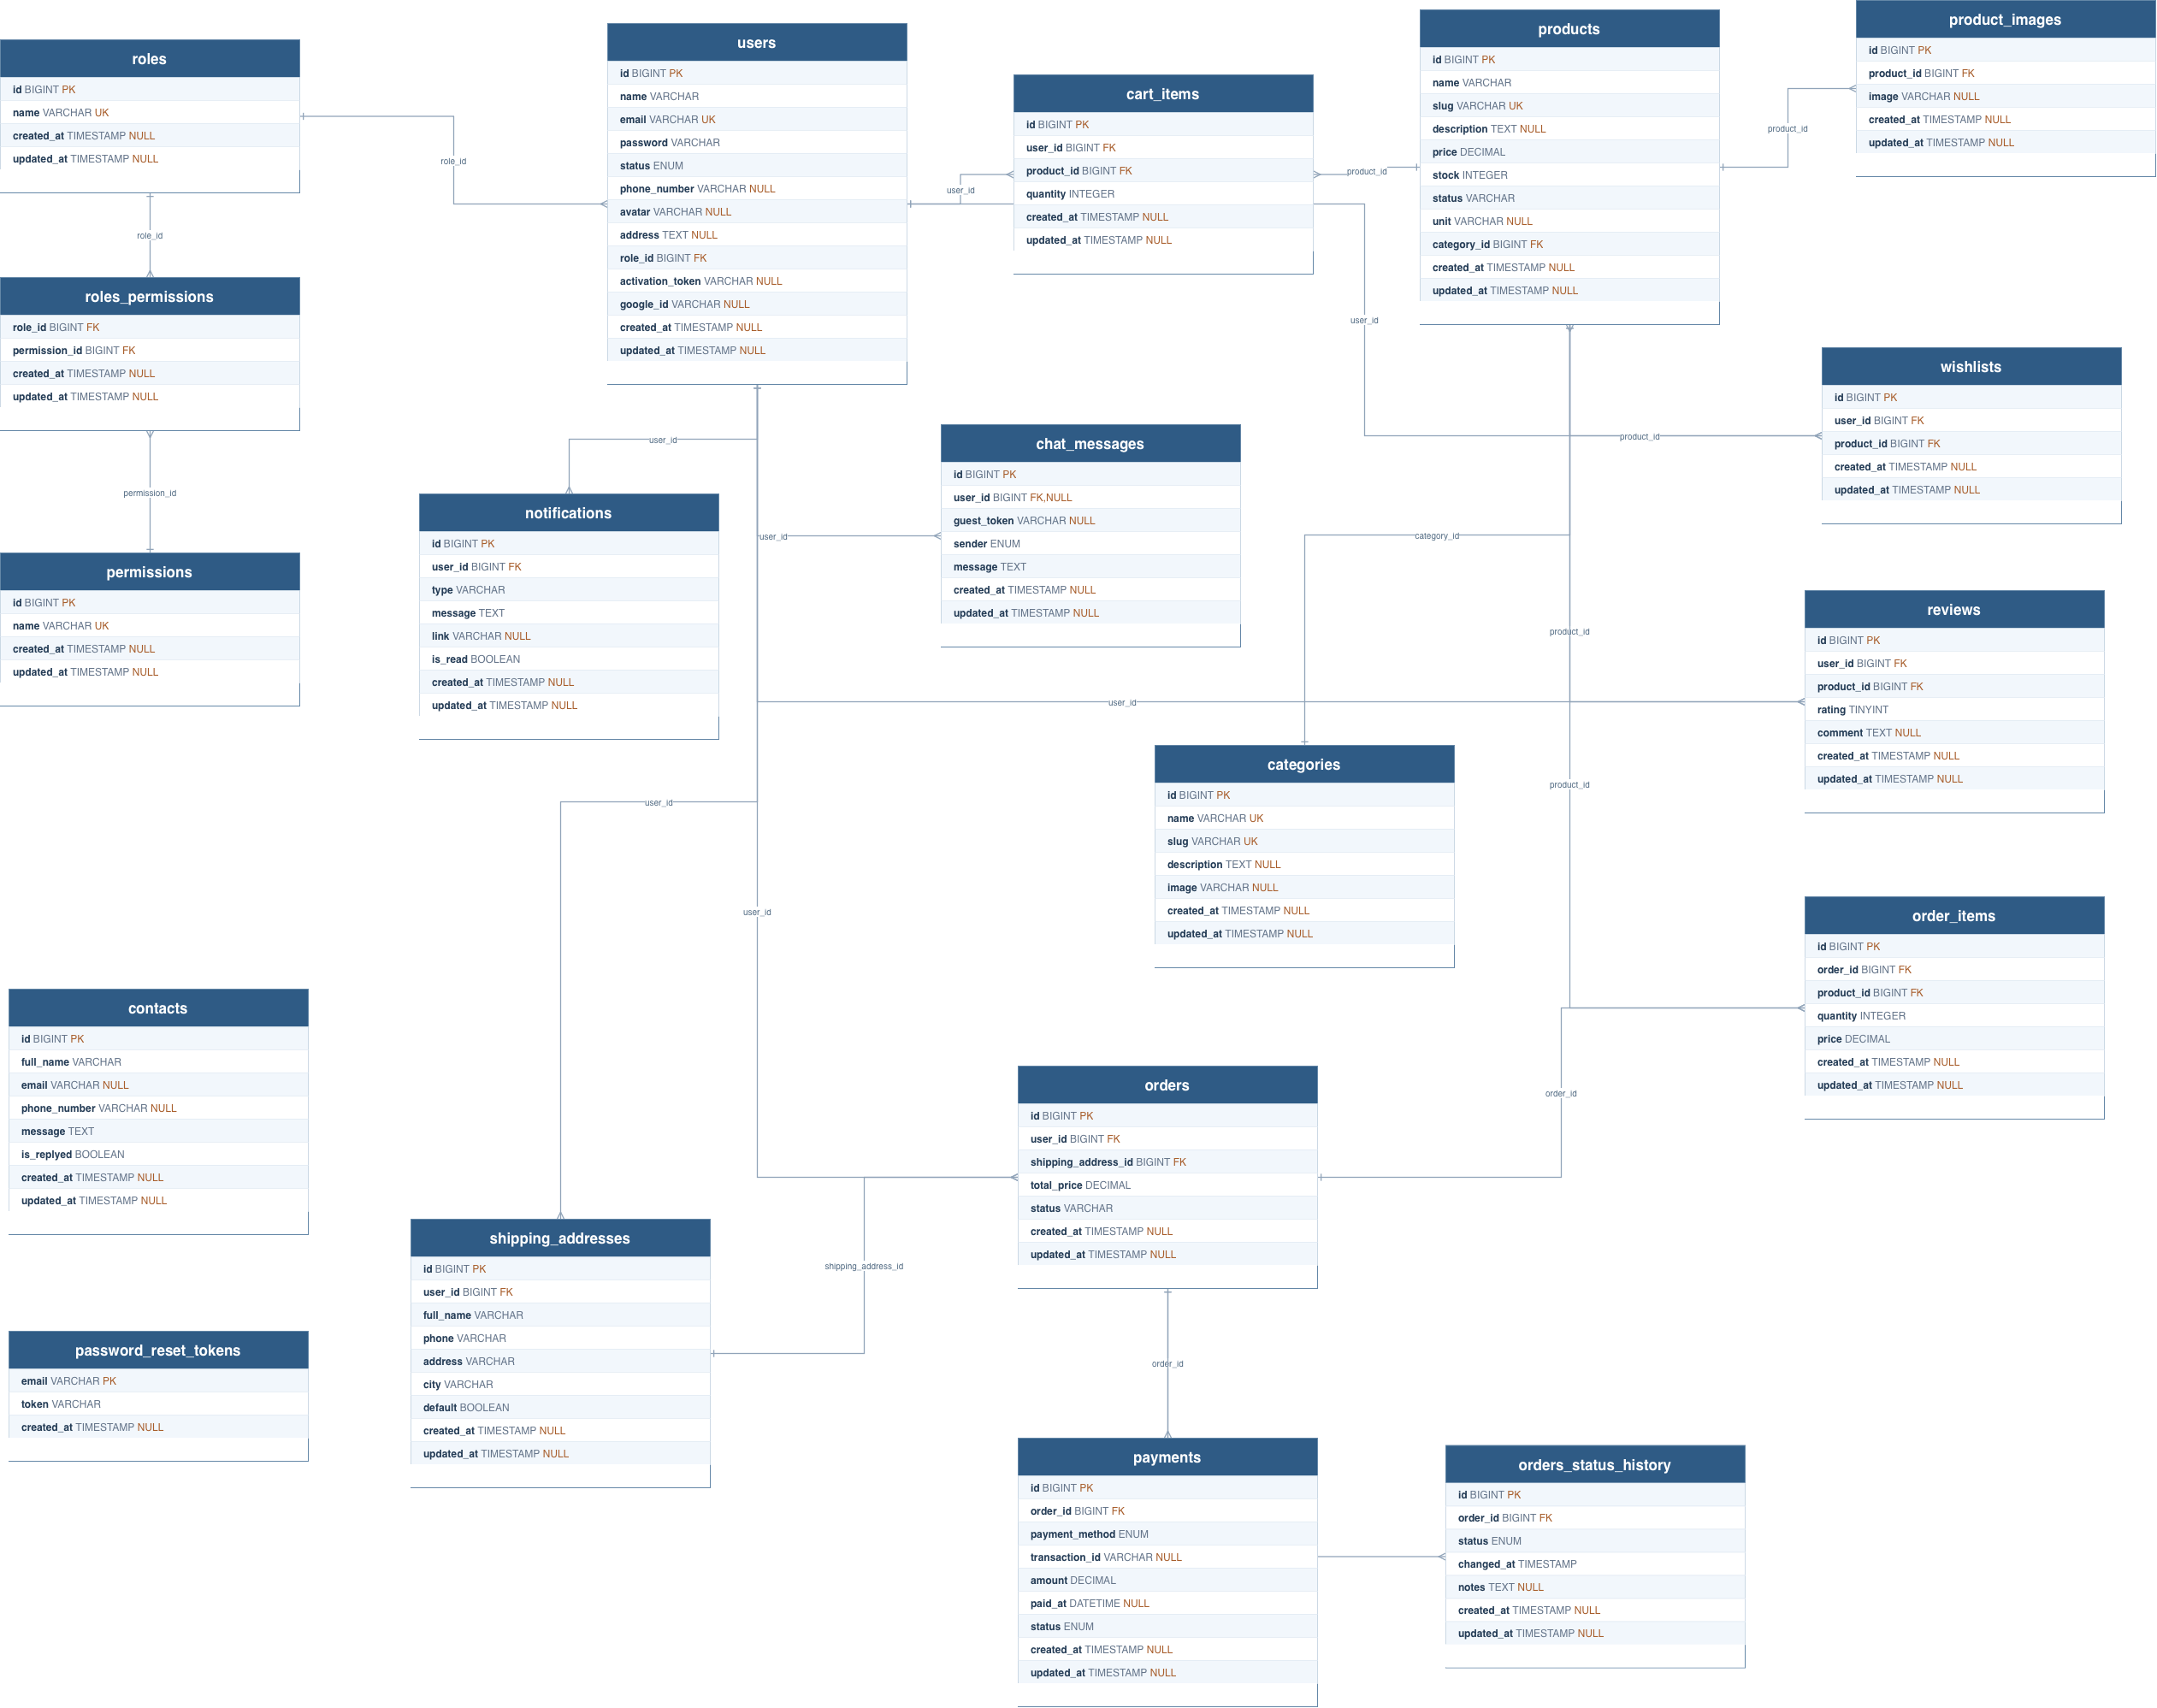 roles
id BIGINT PK
name VARCHAR UK
created_at TIMESTAMP NULL
updated_at TIMESTAMP NULL
role_id
role_id
roles_permissions
role_id BIGINT FK
permission_id BIGINT FK
created_at TIMESTAMP NULL
updated_at TIMESTAMP NULL
permission_id
permissions
id BIGINT PK
name VARCHAR UK
created_at TIMESTAMP NULL
updated_at TIMESTAMP NULL
users
id BIGINT PK
name VARCHAR
email VARCHAR UK
password VARCHAR
status ENUM
phone_number VARCHAR NULL
avatar VARCHAR NULL
address TEXT NULL
role_id BIGINT FK
activation_token VARCHAR NULL
google_id VARCHAR NULL
created_at TIMESTAMP NULL
updated_at TIMESTAMP NULL
user_id
cart_items
id BIGINT PK
user_id BIGINT FK
product_id BIGINT FK
quantity INTEGER
created_at TIMESTAMP NULL
updated_at TIMESTAMP NULL
product_id
user_id
products
id BIGINT PK
name VARCHAR
slug VARCHAR UK
description TEXT NULL
price DECIMAL
stock INTEGER
status VARCHAR
unit VARCHAR NULL
category_id BIGINT FK
created_at TIMESTAMP NULL
updated_at TIMESTAMP NULL
product_id
product_images
id BIGINT PK
product_id BIGINT FK
image VARCHAR NULL
created_at TIMESTAMP NULL
updated_at TIMESTAMP NULL
wishlists
id BIGINT PK
user_id BIGINT FK
product_id BIGINT FK
created_at TIMESTAMP NULL
updated_at TIMESTAMP NULL
product_id
user_id
notifications
id BIGINT PK
user_id BIGINT FK
type VARCHAR
message TEXT
link VARCHAR NULL
is_read BOOLEAN
created_at TIMESTAMP NULL
updated_at TIMESTAMP NULL
user_id
chat_messages
id BIGINT PK
user_id BIGINT FK,NULL
guest_token VARCHAR NULL
sender ENUM
message TEXT
created_at TIMESTAMP NULL
updated_at TIMESTAMP NULL
category_id
product_id
user_id
reviews
id BIGINT PK
user_id BIGINT FK
product_id BIGINT FK
rating TINYINT
comment TEXT NULL
created_at TIMESTAMP NULL
updated_at TIMESTAMP NULL
product_id
categories
id BIGINT PK
name VARCHAR UK
slug VARCHAR UK
description TEXT NULL
image VARCHAR NULL
created_at TIMESTAMP NULL
updated_at TIMESTAMP NULL
user_id
user_id
order_items
id BIGINT PK
order_id BIGINT FK
product_id BIGINT FK
quantity INTEGER
price DECIMAL
created_at TIMESTAMP NULL
updated_at TIMESTAMP NULL
order_id
contacts
id BIGINT PK
full_name VARCHAR
email VARCHAR NULL
phone_number VARCHAR NULL
message TEXT
is_replyed BOOLEAN
created_at TIMESTAMP NULL
updated_at TIMESTAMP NULL
orders
id BIGINT PK
user_id BIGINT FK
shipping_address_id BIGINT FK
total_price DECIMAL
status VARCHAR
created_at TIMESTAMP NULL
updated_at TIMESTAMP NULL
shipping_addresses
id BIGINT PK
user_id BIGINT FK
full_name VARCHAR
phone VARCHAR
address VARCHAR
city VARCHAR
default BOOLEAN
created_at TIMESTAMP NULL
updated_at TIMESTAMP NULL
shipping_address_id
password_reset_tokens
email VARCHAR PK
token VARCHAR
created_at TIMESTAMP NULL
order_id
payments
id BIGINT PK
order_id BIGINT FK
payment_method ENUM
transaction_id VARCHAR NULL
amount DECIMAL
paid_at DATETIME NULL
status ENUM
created_at TIMESTAMP NULL
updated_at TIMESTAMP NULL
orders_status_history
id BIGINT PK
order_id BIGINT FK
status ENUM
changed_at TIMESTAMP
notes TEXT NULL
created_at TIMESTAMP NULL
updated_at TIMESTAMP NULL